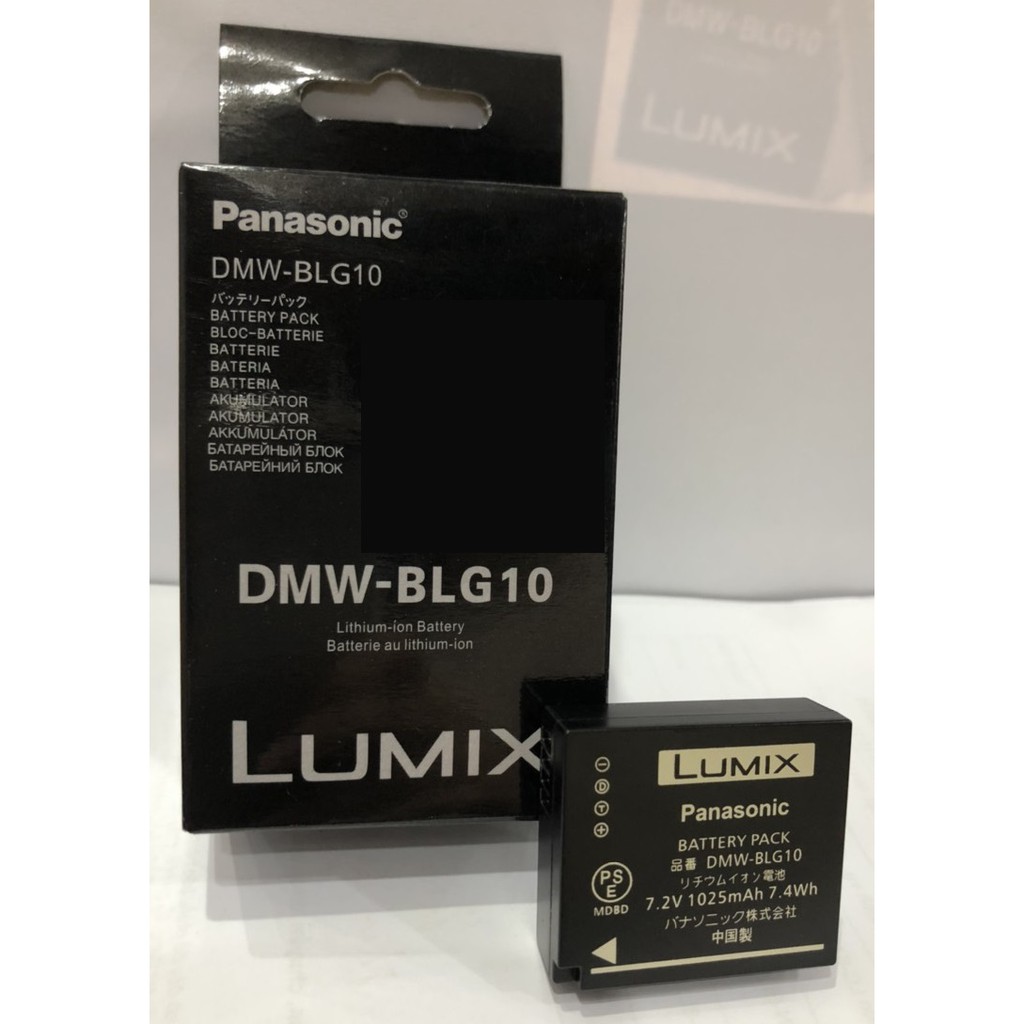 DMW-BLG10
LUMIX
Panasonic®
DMW-BLG10
バッテリーパック
BATTERY PACK
BLOC-BATTERIE
BATTERIE
BATERIA
BATTERIA
AKUMULATOR
AKUMULATOR
AKKUMULÁTOR
БАТАРЕЙНЫЙ БЛОК
БАТАРЕЙНИЙ БЛОК
DMW-BLG10
Lithium-ion Battery
Batterie au lithium-ion
LUMIX
LUMIX
Panasonic
BATTERY PACK
品番 DMW-BLG10
リチウムイオン電池
7.2V 1025mAh 7.4Wh
パナソニック株式会社
中国製
− D T +
PS
E
MDBD